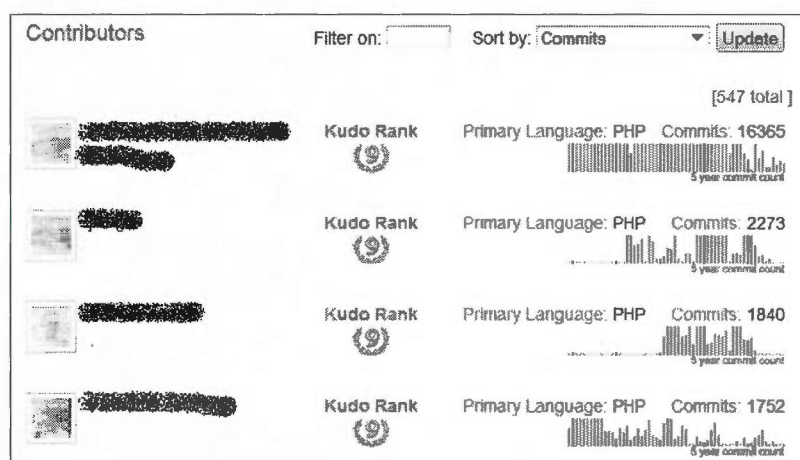 Contributors Filter on: Sort by: Commits Update
[547 total ]
Kudo Rank Primary Language: PHP Commits: 16365
9
5 year commit count
Kudo Rank Primary Language: PHP Commits: 2273
9
5 year commit count
Kudo Rank Primary Language: PHP Commits: 1840
9
5 year commit count
Kudo Rank Primary Language: PHP Commits: 1752
9
5 year commit count